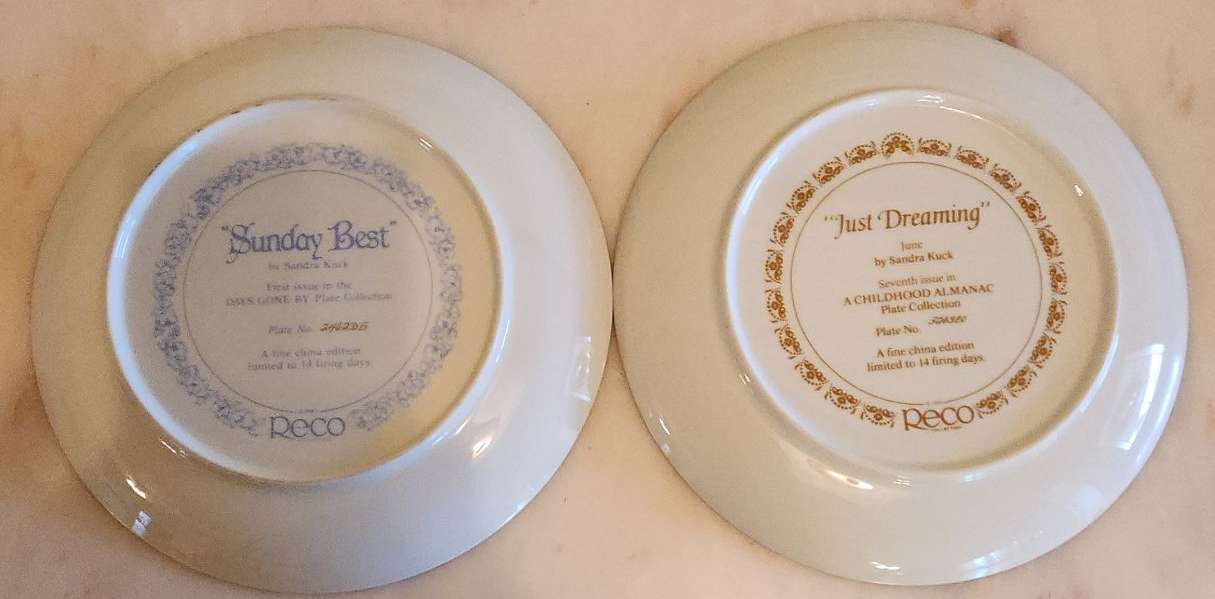 "Sunday Best"
by Sandra Kuck
First issue in the
DAYS GONE BY Plate Collection
Plate No.
A fine china edition
limited to 14 firing days.
Reco
"Just Dreaming"
June
by Sandra Kuck
Seventh issue in
A CHILDHOOD ALMANAC
Plate Collection
Plate No.
A fine china edition
limited to 14 firing days.
Reco